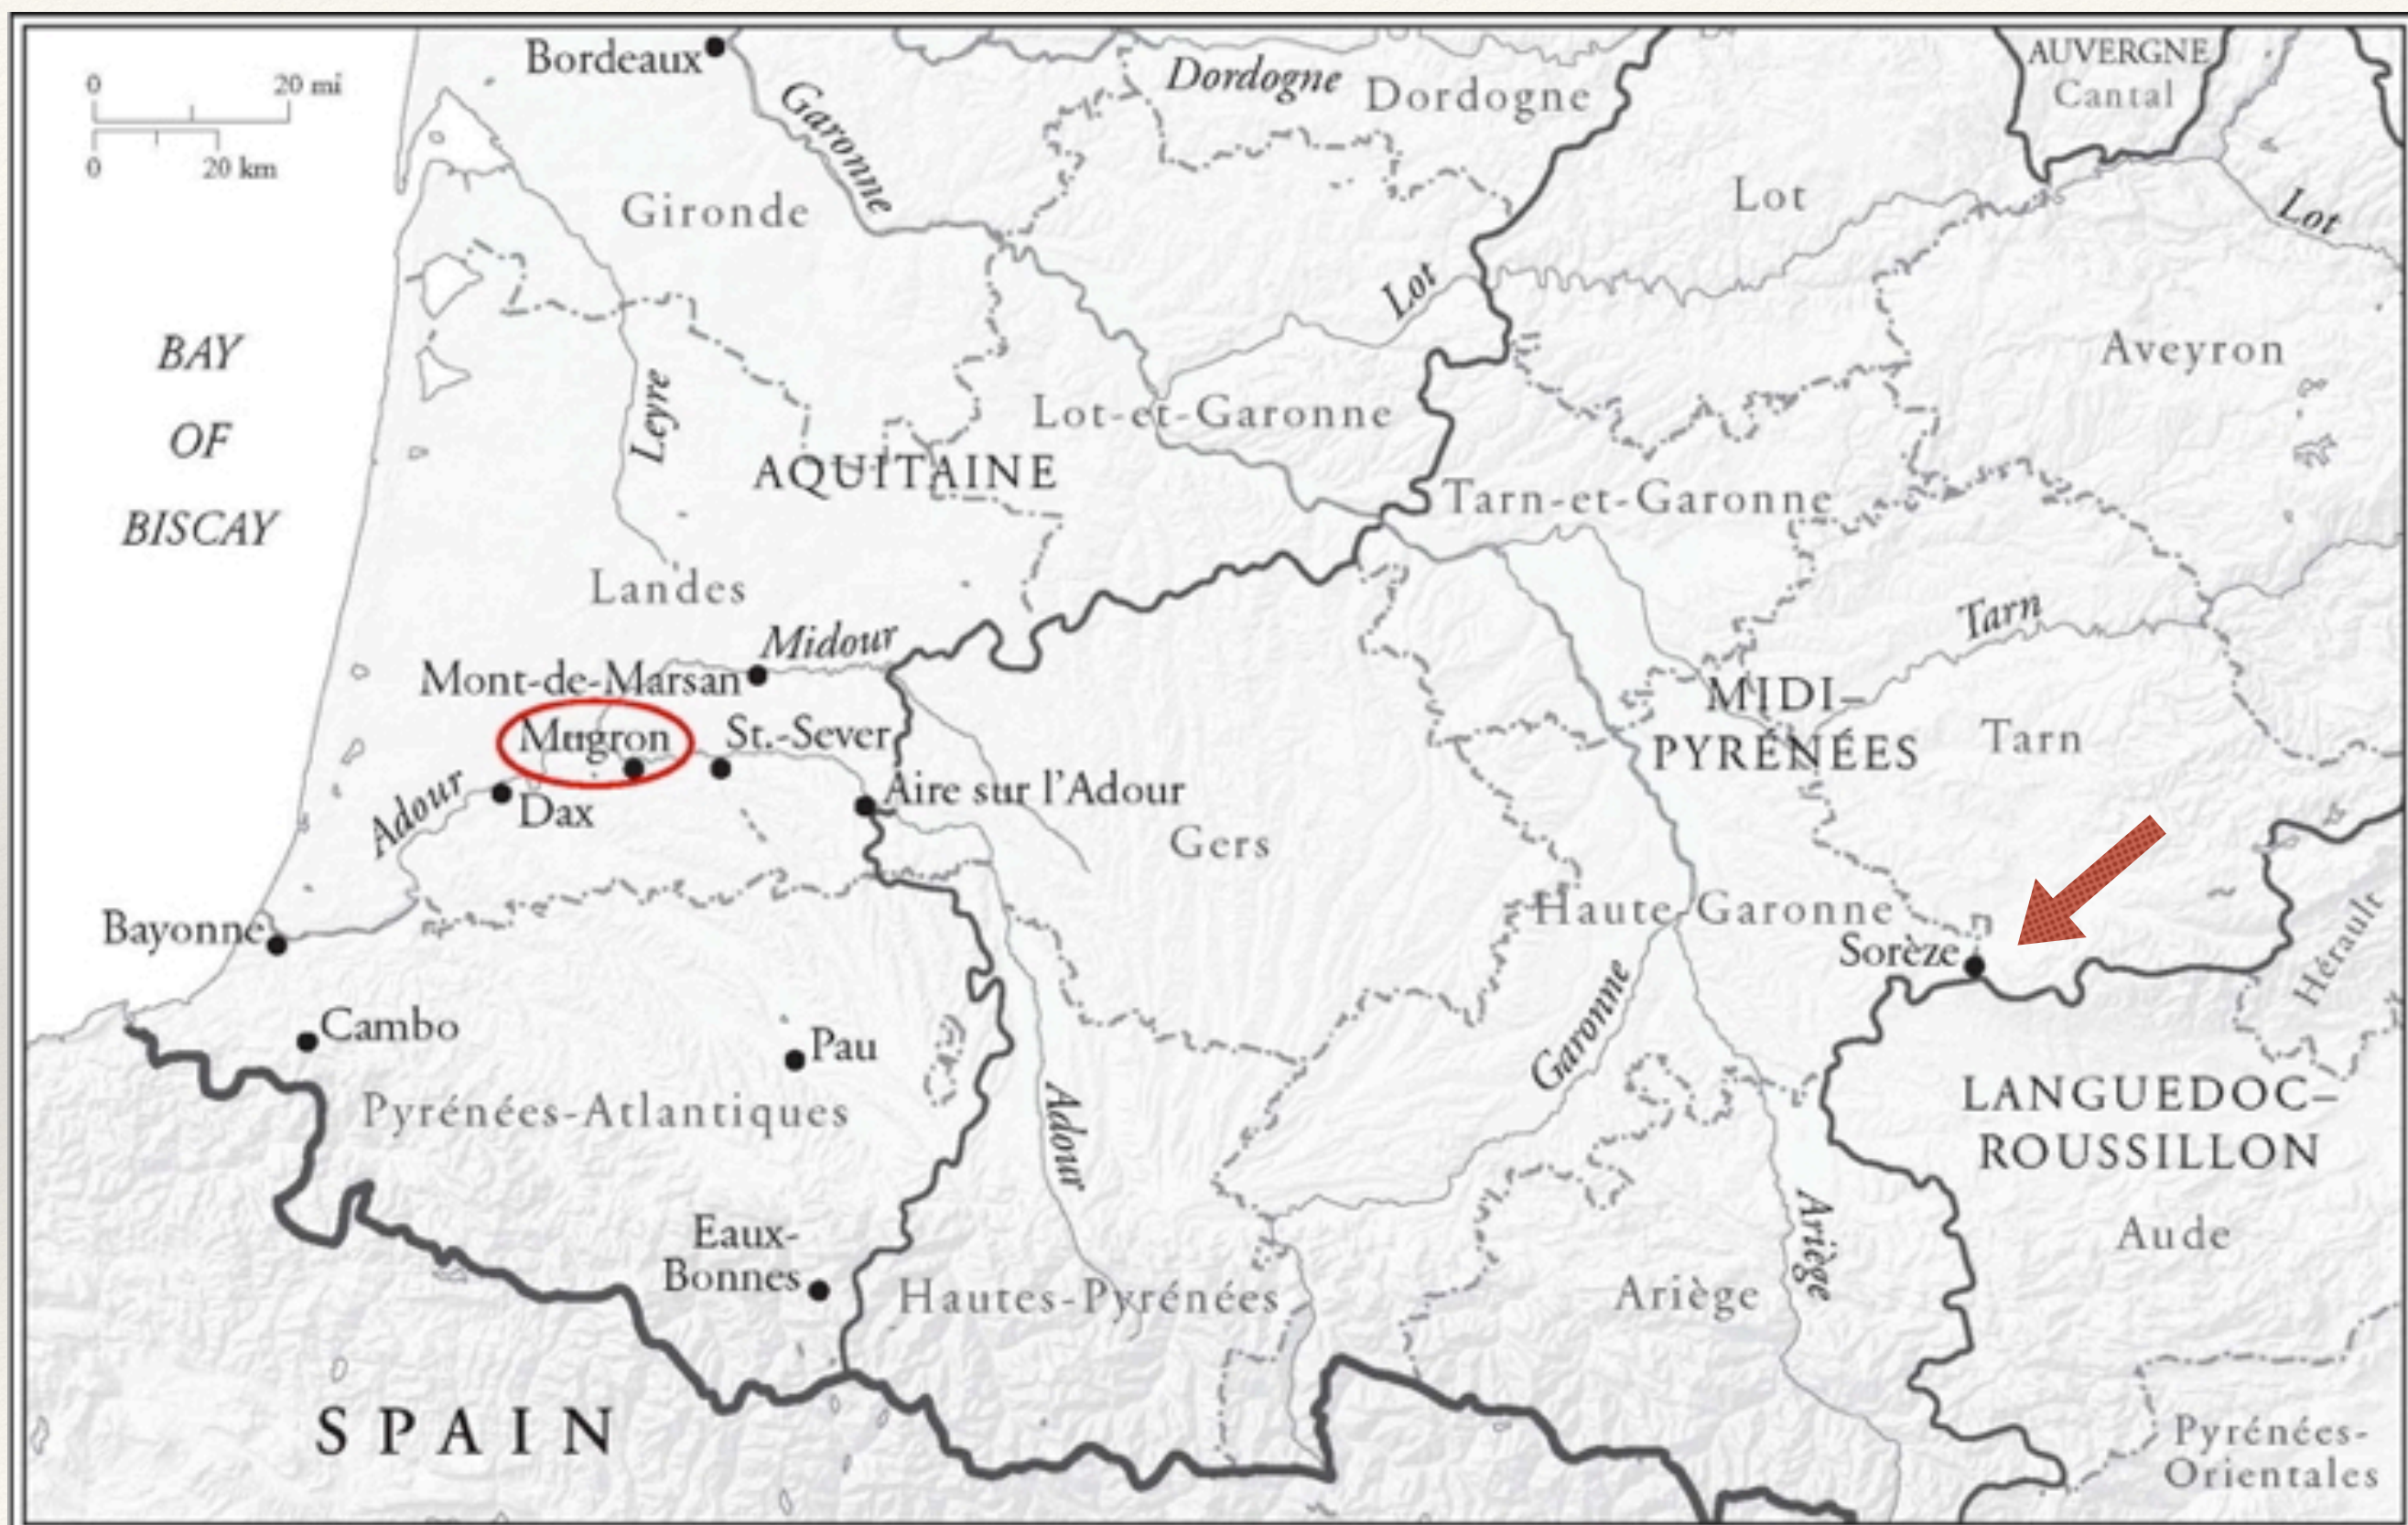 Bordeaux
0 20 mi
0 20 km
Garonne
Dordogne
Dordogne
AUVERGNE
Cantal
Gironde
Lot
Lot
Lot
BAY
OF
BISCAY
Leyre
Aveyron
Lot-et-Garonne
AQUITAINE
Tarn-et-Garonne
Landes
Midour
Tarn
Mont-de-Marsan
MIDI–
PYRÉNÉES
Tarn
Mugron
St.-Sever
Adour
Dax
Aire sur l'Adour
Gers
Bayonne
Haute-Garonne
Sorèze
Hérault
Cambo
Pau
Garonne
Pyrénées-Atlantiques
Adour
LANGUEDOC–
ROUSSILLON
Eaux-
Bonnes
Hautes-Pyrénées
Ariège
Ariège
Aude
SPAIN
Pyrénées-
Orientales